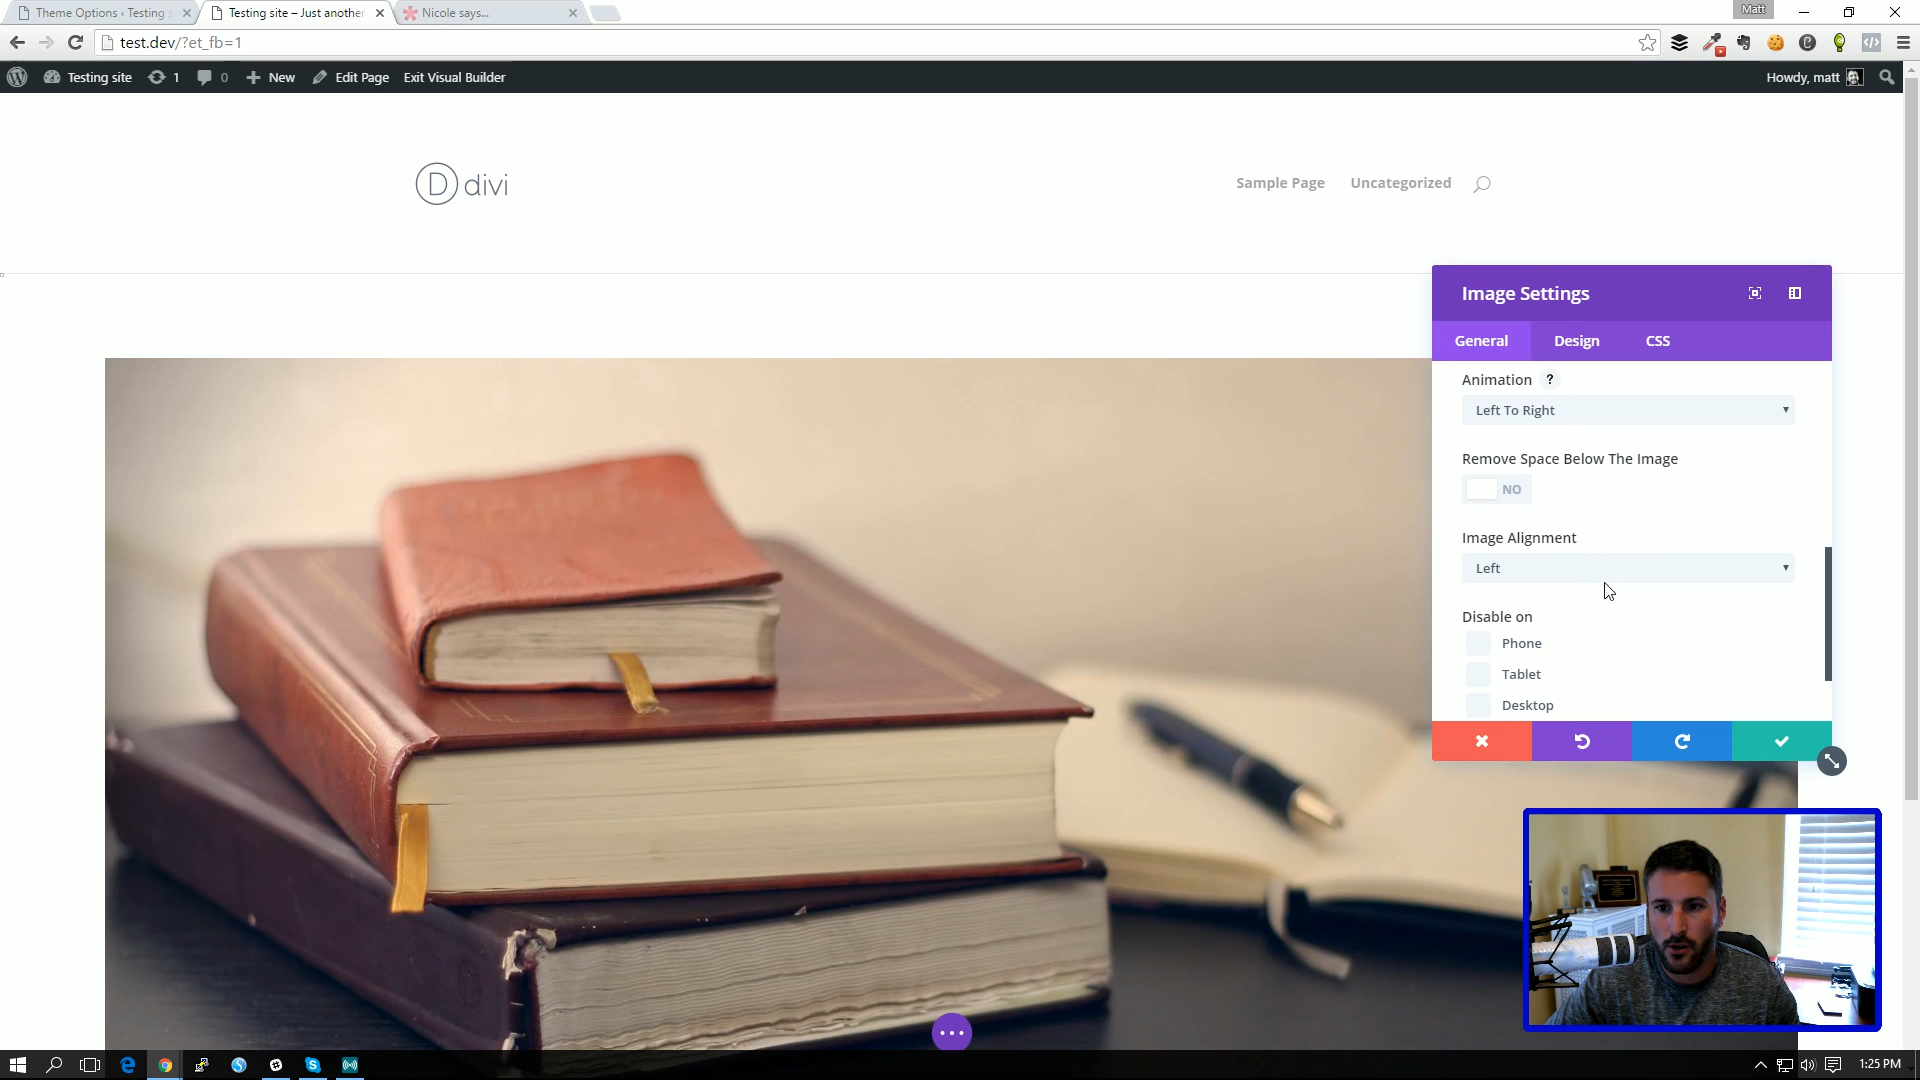 Theme Options ‹ Testing s
Testing site – Just another
Nicole says...
Matt
test.dev/?et_fb=1
Testing site
1
0
New
Edit Page
Exit Visual Builder
Howdy, matt
D divi
Sample Page
Uncategorized
Image Settings
General
Design
CSS
Animation ?
Left To Right
Remove Space Below The Image
NO
Image Alignment
Left
Disable on
Phone
Tablet
Desktop
1:25 PM